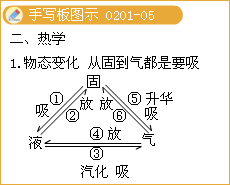 手写板图示 0201-05
二、热学
1.物态变化 从固到气都是要吸
固
① ⑤ 升华
吸 放 放 吸
② ⑥
液 ④ 放 气
③
汽化 吸